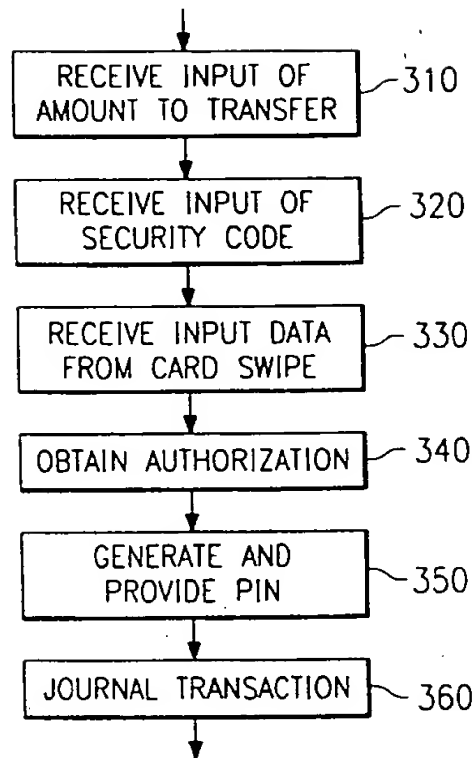 RECEIVE INPUT OF
AMOUNT TO TRANSFER
310
RECEIVE INPUT OF
SECURITY CODE
320
RECEIVE INPUT DATA
FROM CARD SWIPE
330
OBTAIN AUTHORIZATION
340
GENERATE AND
PROVIDE PIN
350
JOURNAL TRANSACTION
360